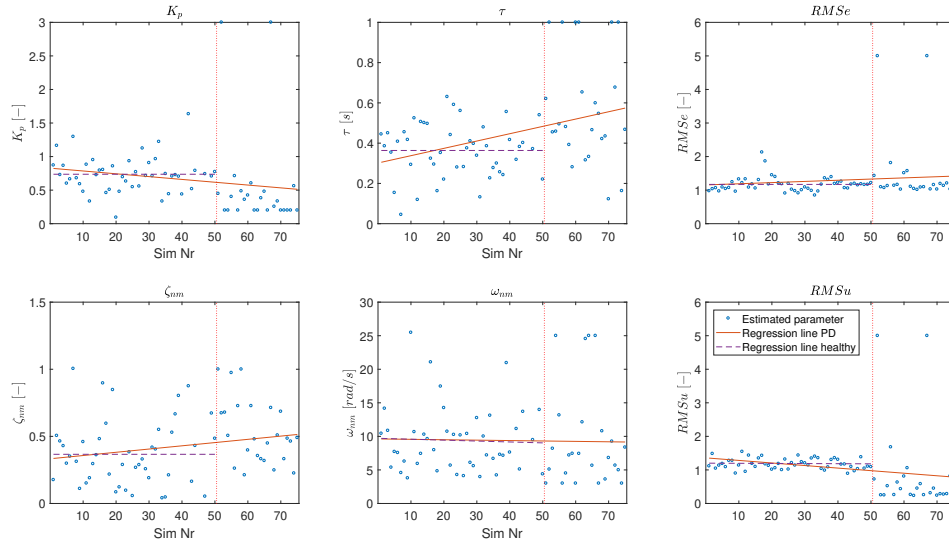 K_p
τ
RMSe
3
2.5
2
1.5
1
0.5
0
K_p [−]
10 20 30 40 50 60 70
Sim Nr
1
0.8
0.6
0.4
0.2
0
τ [s]
10 20 30 40 50 60 70
Sim Nr
6
4
2
0
RMSe [−]
10 20 30 40 50 60 70
ζ_nm
ω_nm
RMSu
1.5
1
0.5
0
ζ_nm [−]
10 20 30 40 50 60 70
Sim Nr
30
25
20
15
10
5
0
ω_nm [rad/s]
10 20 30 40 50 60 70
Sim Nr
6
4
2
0
RMSu [−]
Estimated parameter
Regression line PD
Regression line healthy
10 20 30 40 50 60 70